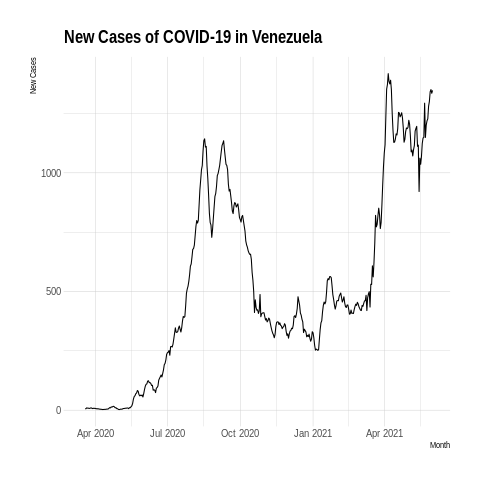 New Cases of COVID-19 in Venezuela
New Cases
1000
500
0
Apr 2020 Jul 2020 Oct 2020 Jan 2021 Apr 2021
Month